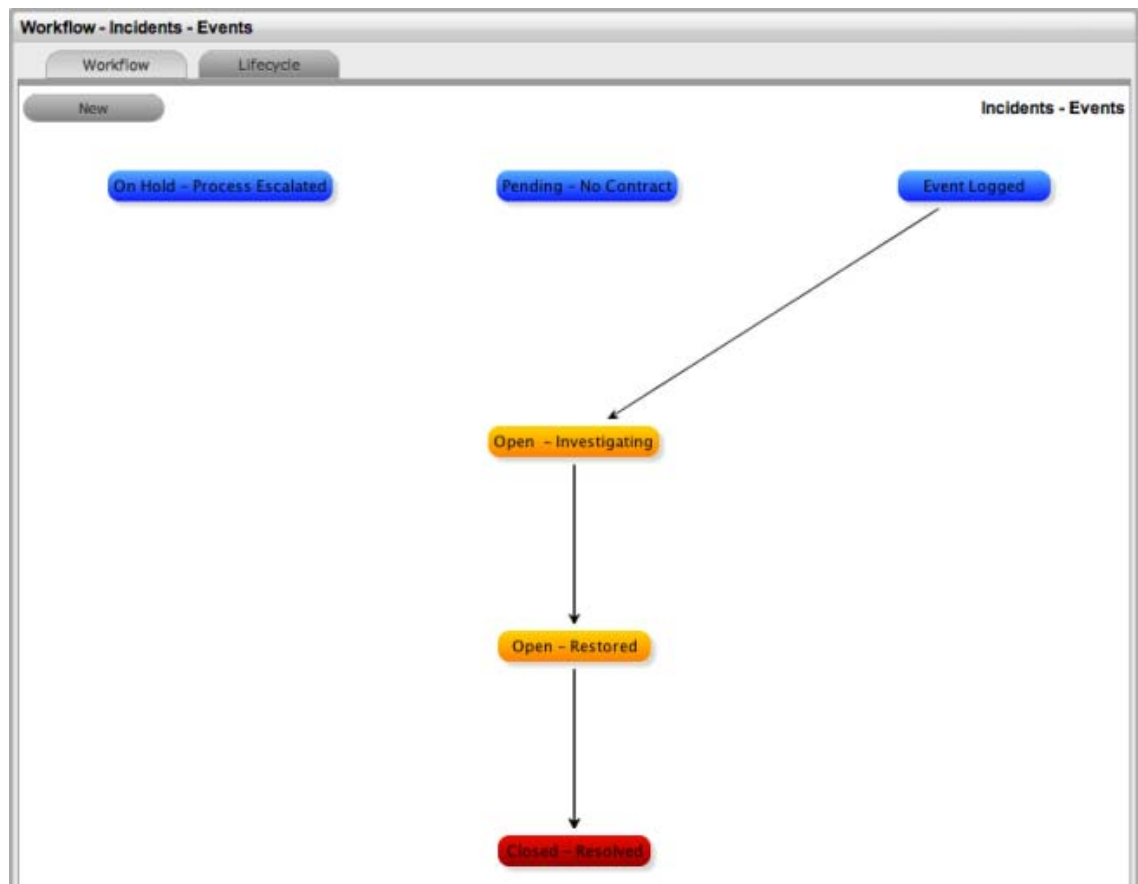 Workflow - Incidents - Events
Workflow Lifecycle
New Incidents - Events
On Hold – Process Escalated Pending – No Contract Event Logged
Open – Investigating
Open – Restored
Closed – Resolved